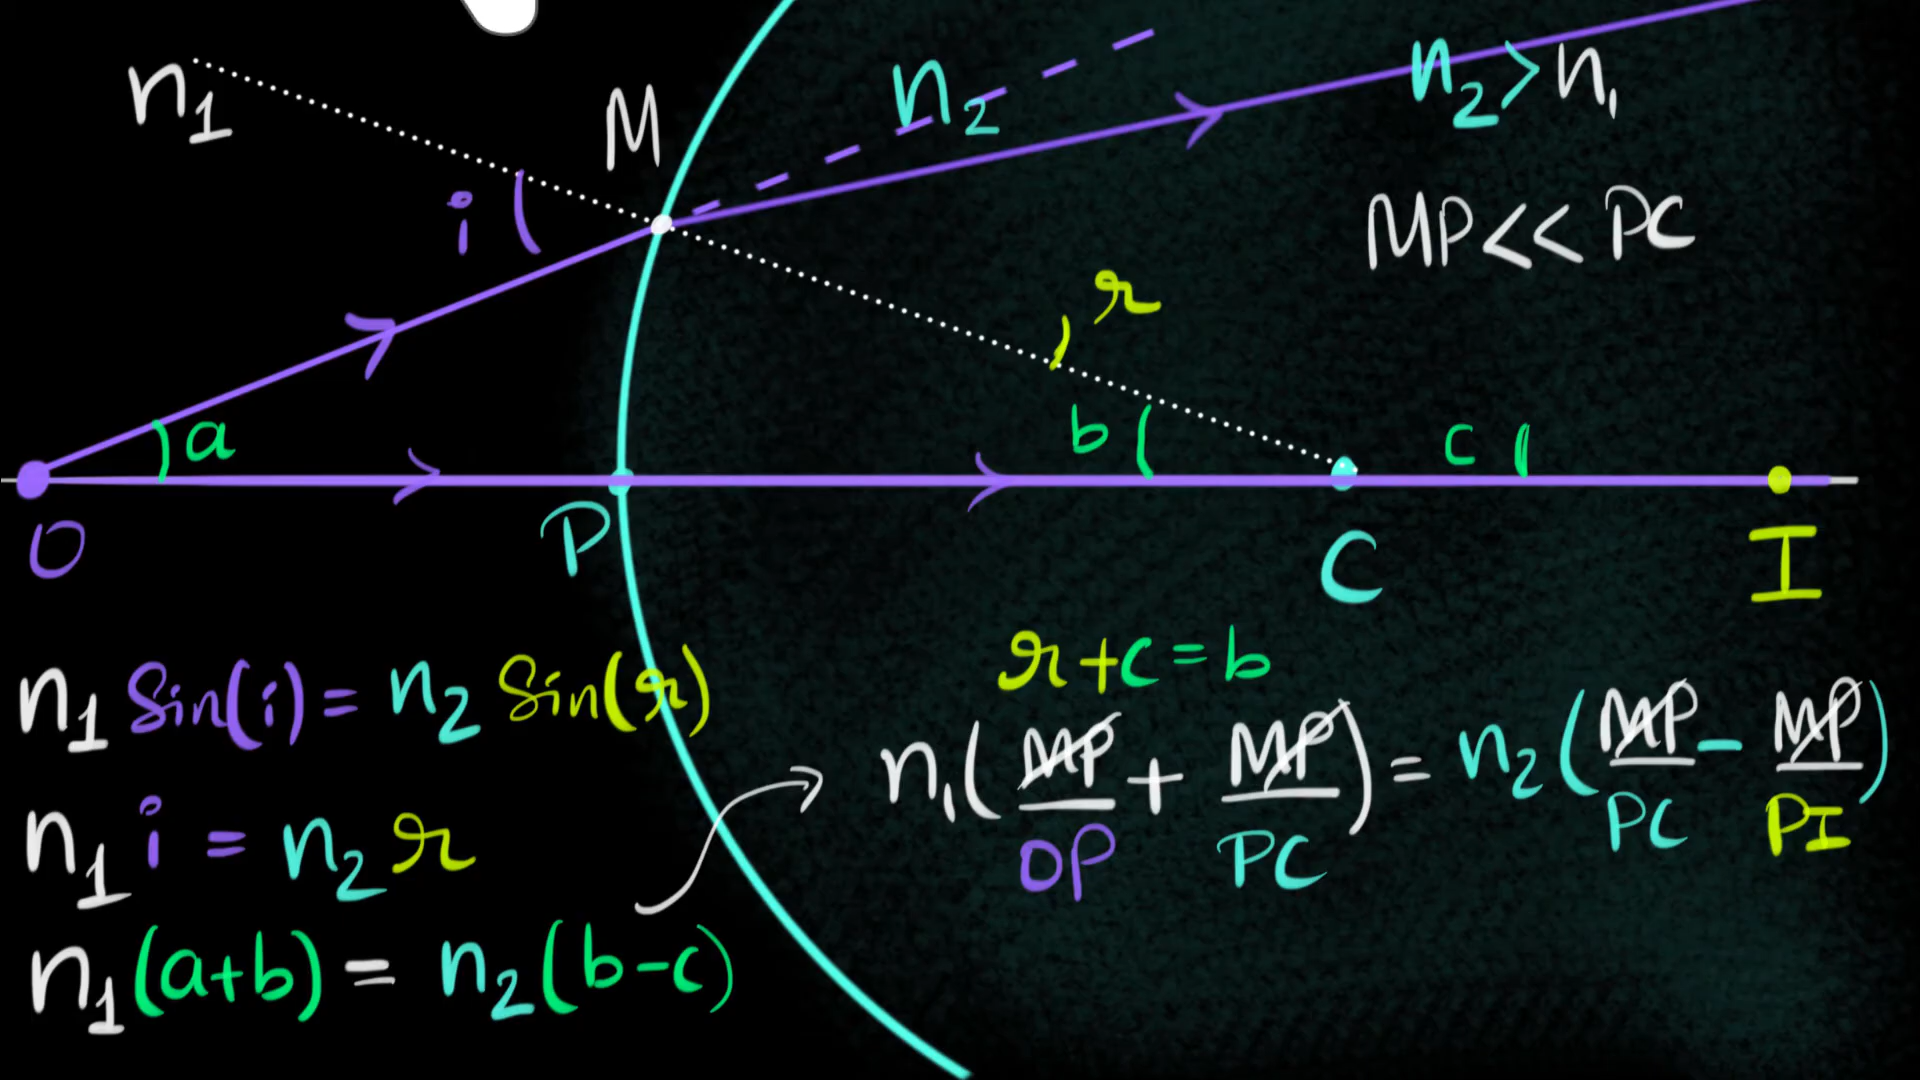 n₁
M
n₂
n₂ > n₁
i
MP << PC
r
a
b
c
O
P
C
I
n₁ Sin(i) = n₂ Sin(r)
n₁ i = n₂ r
n₁ (a+b) = n₂ (b-c)
r + c = b
n₁ (MP/OP + MP/PC) = n₂ (MP/PC - MP/PI)